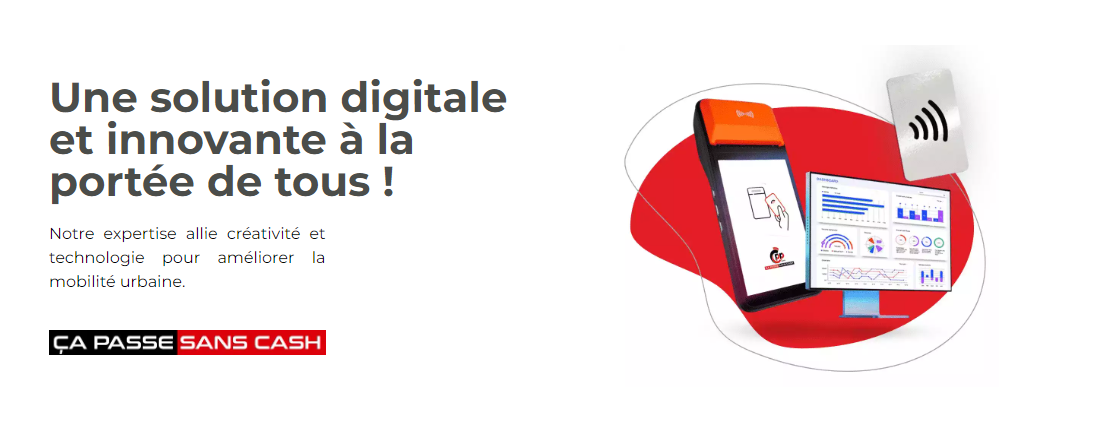 Une solution digitale
et innovante à la
portée de tous !
Notre expertise allie créativité et
technologie pour améliorer la
mobilité urbaine.
ÇA PASSE SANS CASH